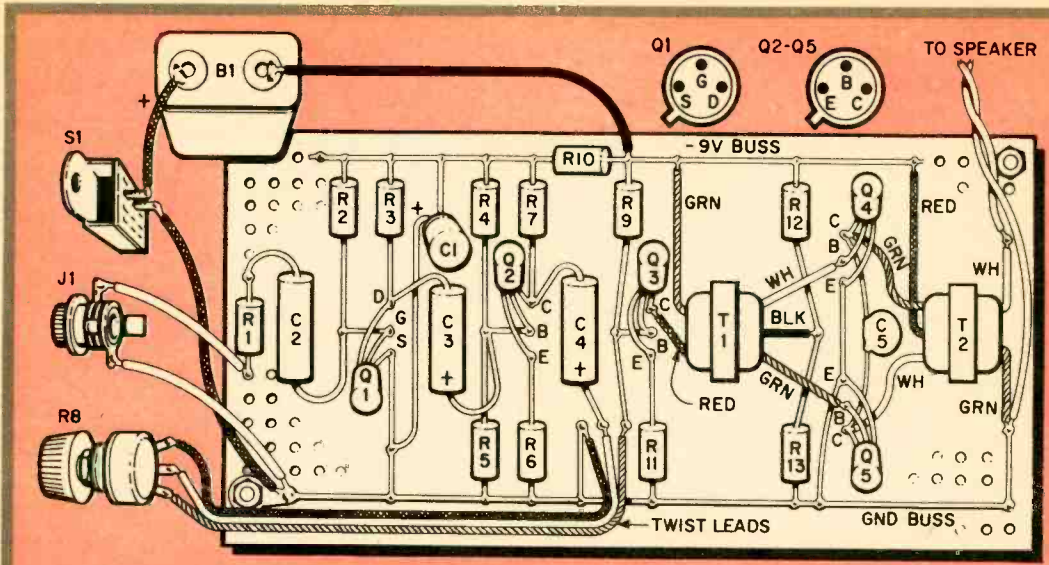 Q1
G
S D
Q2-Q5
B
E C
TO SPEAKER
B1
+
S1
J1
R8
-9V BUSS
R10
R2
R3
+
C1
R4
R7
R9
GRN
R12
Q4
RED
Q2
Q3
C
B
E
GRN
WH
WH
R1
C2
D
G
S
Q1
C3
+
C
B
E
C4
+
C
B
E
RED
T1
BLK
GRN
C5
WH
T2
GRN
E
B
C
Q5
R5
R6
R11
R13
TWIST LEADS
GND BUSS